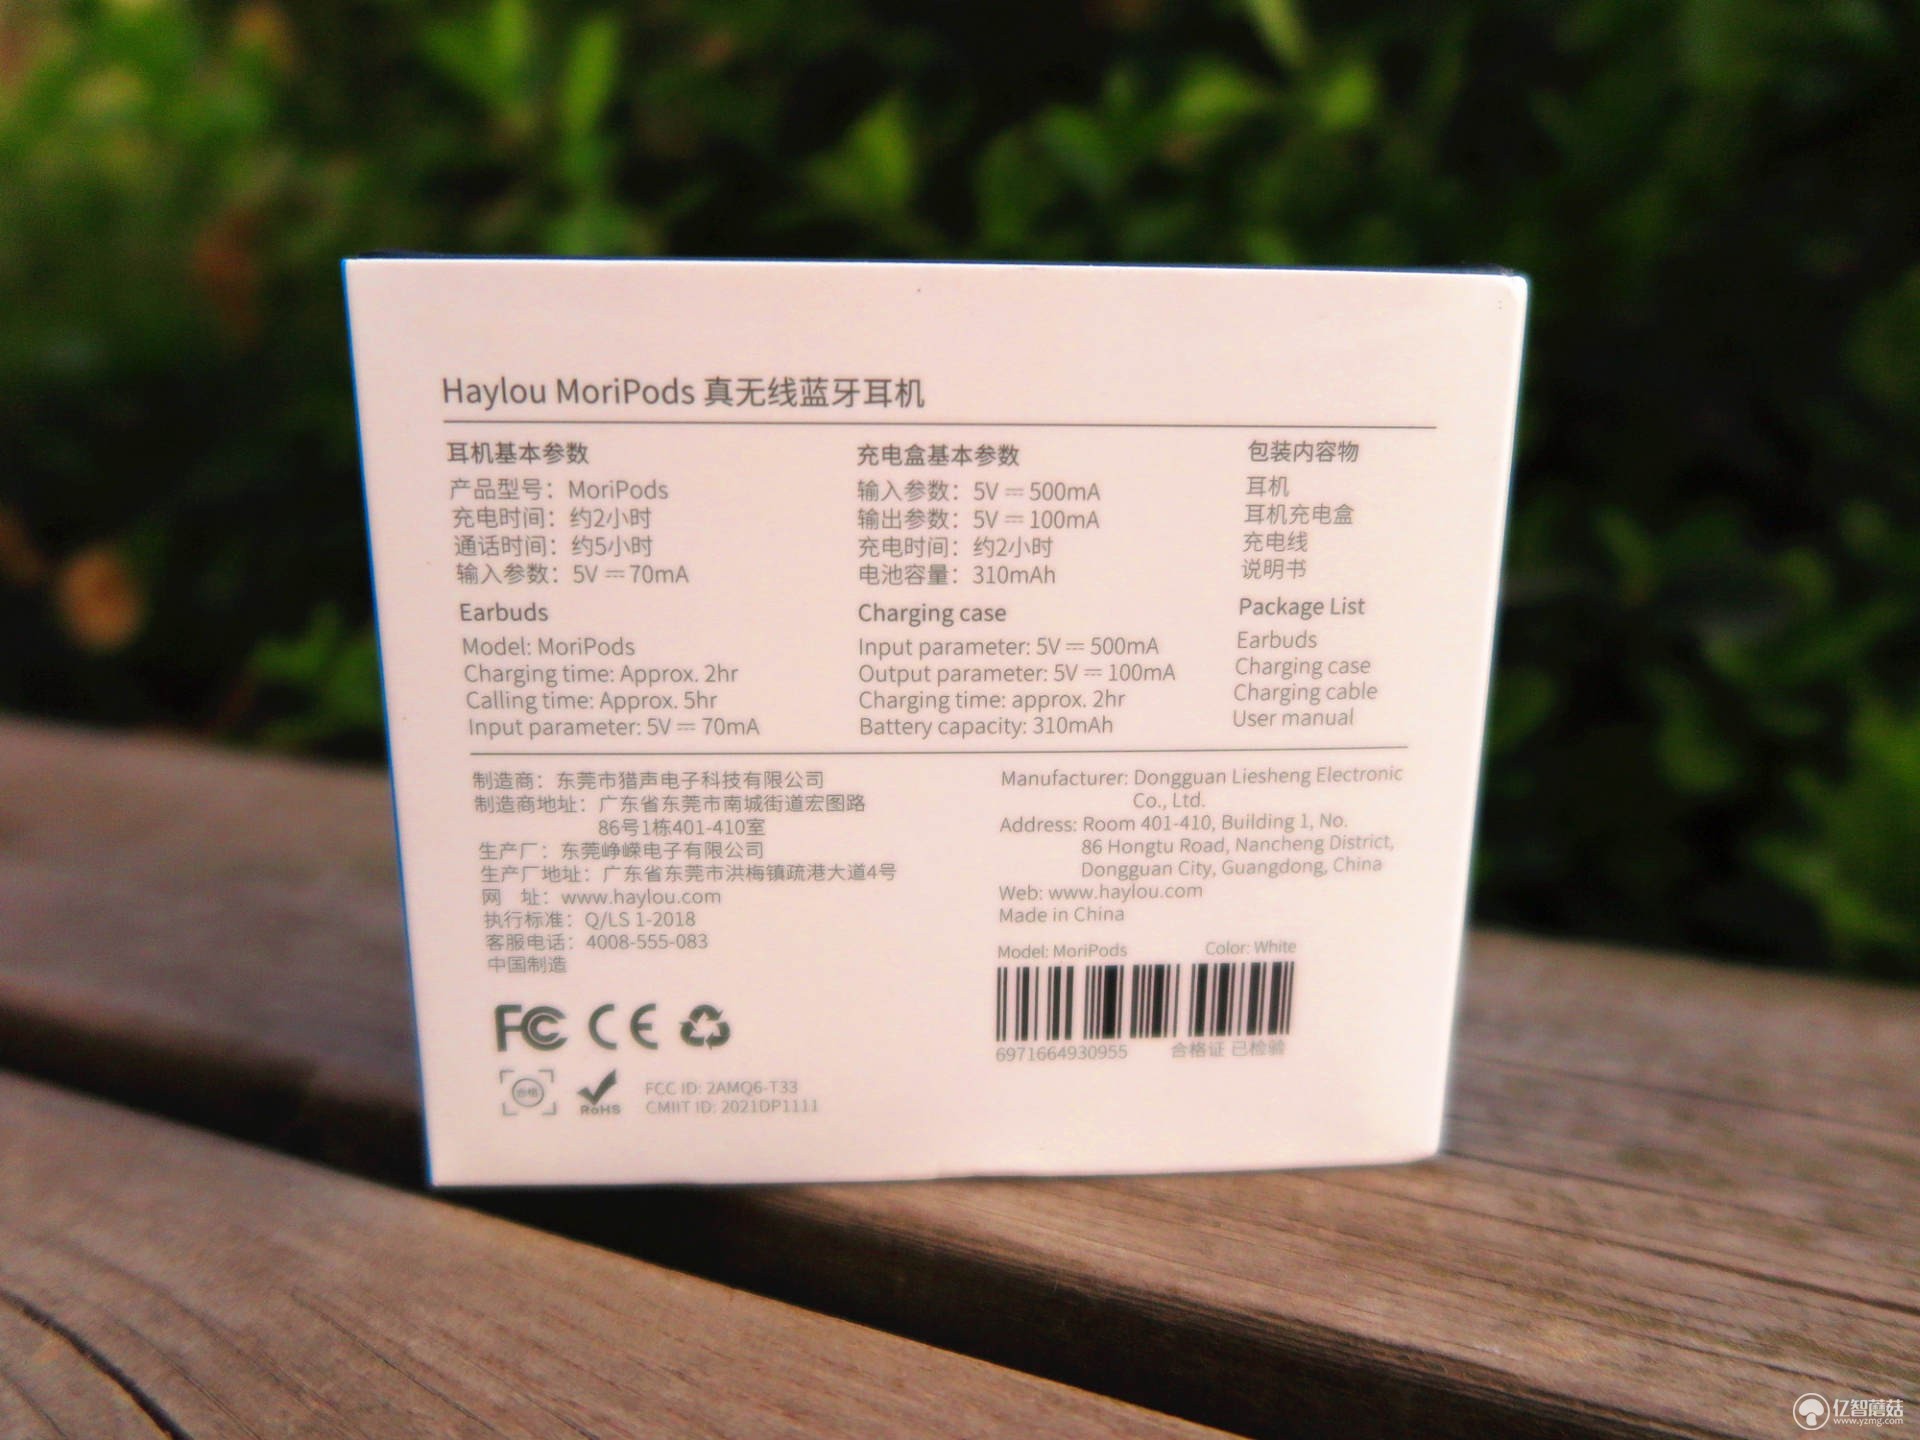 Haylou MoriPods 真无线蓝牙耳机
耳机基本参数
产品型号：MoriPods
充电时间：约2小时
通话时间：约5小时
输入参数：5V ⎓ 70mA
Earbuds
Model: MoriPods
Charging time: Approx. 2hr
Calling time: Approx. 5hr
Input parameter: 5V ⎓ 70mA
充电盒基本参数
输入参数：5V ⎓ 500mA
输出参数：5V ⎓ 100mA
充电时间：约2小时
电池容量：310mAh
Charging case
Input parameter: 5V ⎓ 500mA
Output parameter: 5V ⎓ 100mA
Charging time: approx. 2hr
Battery capacity: 310mAh
包装内容物
耳机
耳机充电盒
充电线
说明书
Package List
Earbuds
Charging case
Charging cable
User manual
制造商：东莞市猎声电子科技有限公司
制造商地址：广东省东莞市南城街道宏图路
86号1栋401-410室
生产厂：东莞峥嵘电子有限公司
生产厂地址：广东省东莞市洪梅镇疏港大道4号
网 址：www.haylou.com
执行标准：Q/LS 1-2018
客服电话：4008-555-083
中国制造
FC CE
合格
RoHS
FCC ID: 2AMQ6-T33
CMIIT ID: 2021DP1111
Manufacturer: Dongguan Liesheng Electronic
Co., Ltd.
Address: Room 401-410, Building 1, No.
86 Hongtu Road, Nancheng District,
Dongguan City, Guangdong, China
Web: www.haylou.com
Made in China
Model: MoriPods Color: White
6971664930955 合格证 已检验
亿智蘑菇
www.yzmg.com